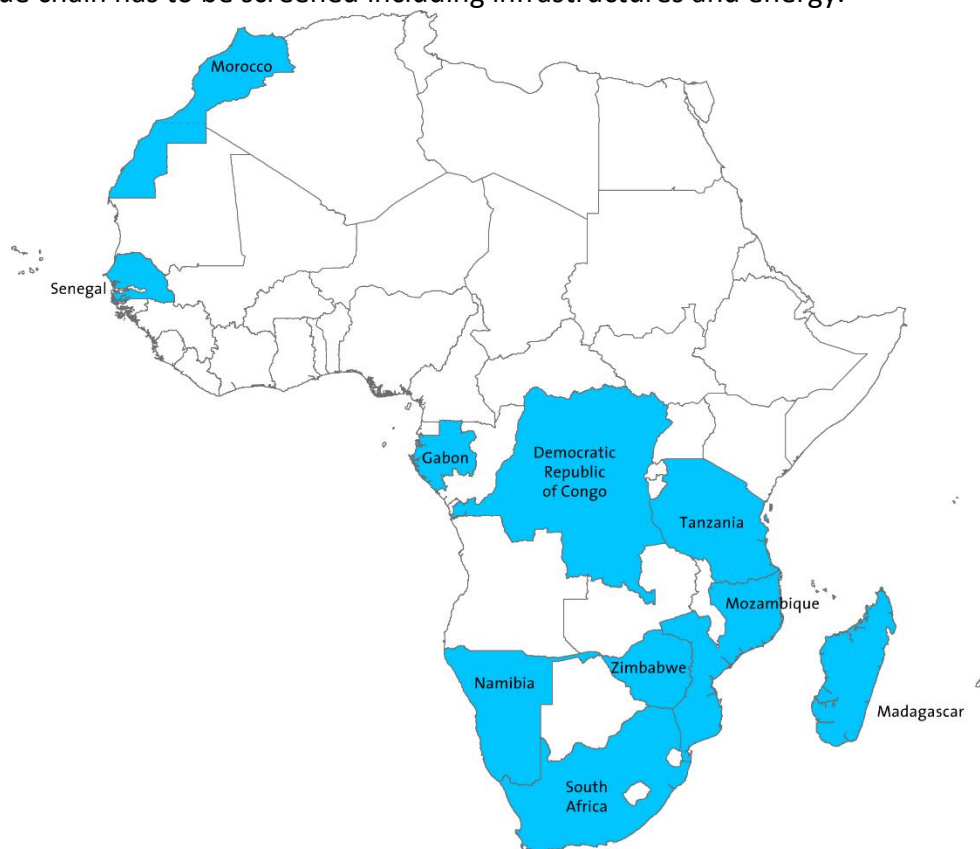 chain has to be screened including infrastructures and energy.
Morocco
Senegal
Gabon
Democratic
Republic
of Congo
Tanzania
Mozambique
Zimbabwe
Namibia
Madagascar
South
Africa